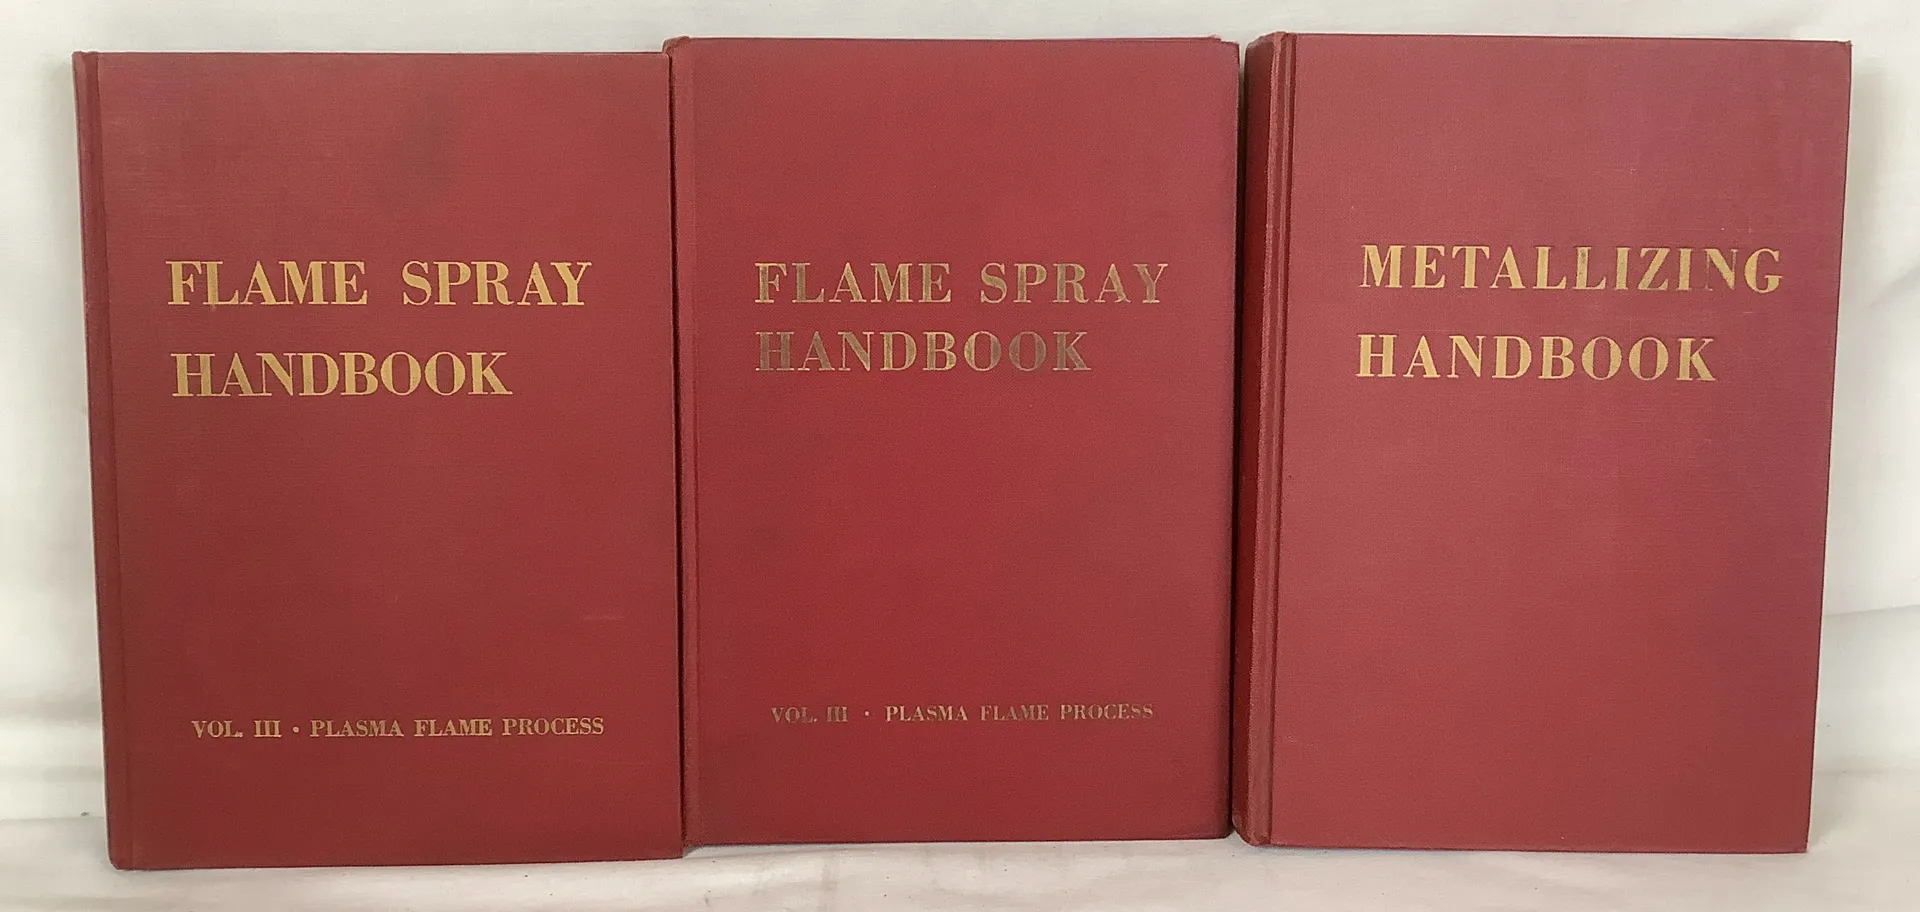 FLAME SPRAY
HANDBOOK
VOL. III · PLASMA FLAME PROCESS
FLAME SPRAY
HANDBOOK
VOL. III · PLASMA FLAME PROCESS
METALLIZING
HANDBOOK